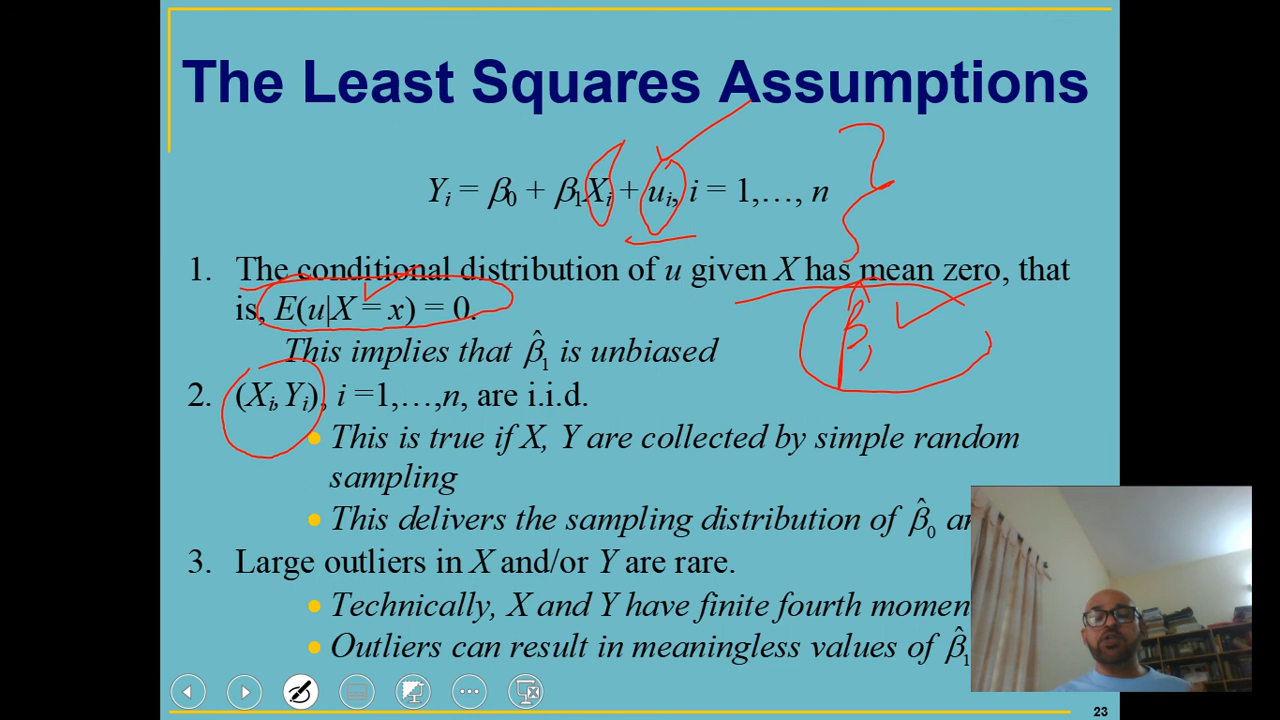 The Least Squares Assumptions
Yᵢ = β₀ + β₁Xᵢ + uᵢ, i = 1,…, n
1. The conditional distribution of u given X has mean zero, that
is, E(u|X = x) = 0.
β̂₁
This implies that β̂₁ is unbiased
2. (Xᵢ, Yᵢ), i =1,…,n, are i.i.d.
• This is true if X, Y are collected by simple random
sampling
• This delivers the sampling distribution of β̂₀
3. Large outliers in X and/or Y are rare.
• Technically, X and Y have finite fourth
• Outliers can result in meaningless values of β̂₁
23